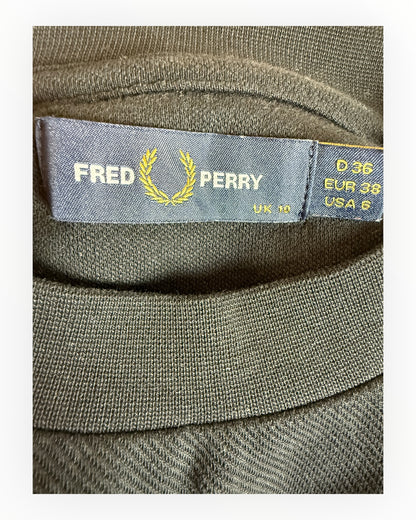 FRED PERRY
UK 10
D 36
EUR 38
USA 6